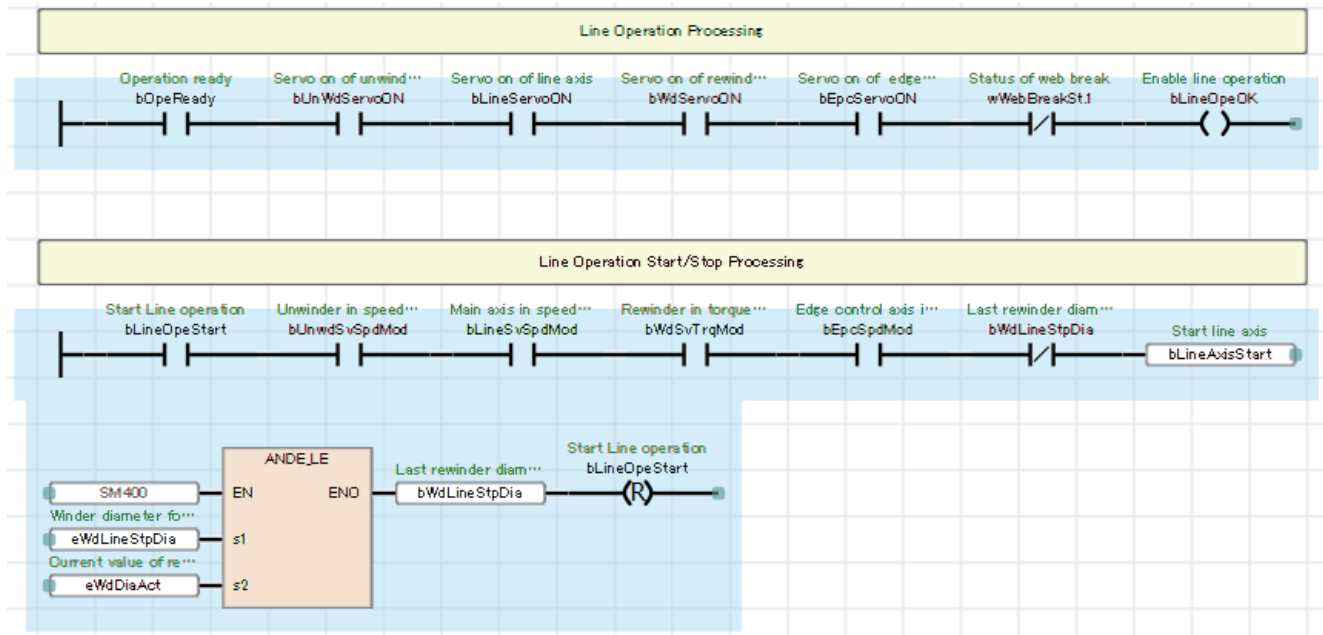 Line Operation Processing
Operation ready Servo on of unwind… Servo on of line axis Servo on of rewind… Servo on of edge… Status of web break Enable line operation
bOpeReady bUnWdServoON bLineServoON bWdServoON bEpcServoON wWebBreakSt.1 bLineOpeOK
Line Operation Start/Stop Processing
Start Line operation Unwinder in speed… Main axis in speed… Rewinder in torque… Edge control axis i… Last rewinder diam…
bLineOpeStart bUnwdSvSpdMod bLineSvSpdMod bWdSvTrqMod bEpcSpdMod bWdLineStpDia Start line axis
bLineAxisStart
Start Line operation
ANDE_LE Last rewinder diam… bLineOpeStart
SM400 EN ENO bWdLineStpDia R
Winder diameter fo…
eWdLineStpDia s1
Current value of re…
eWdDiaAct s2